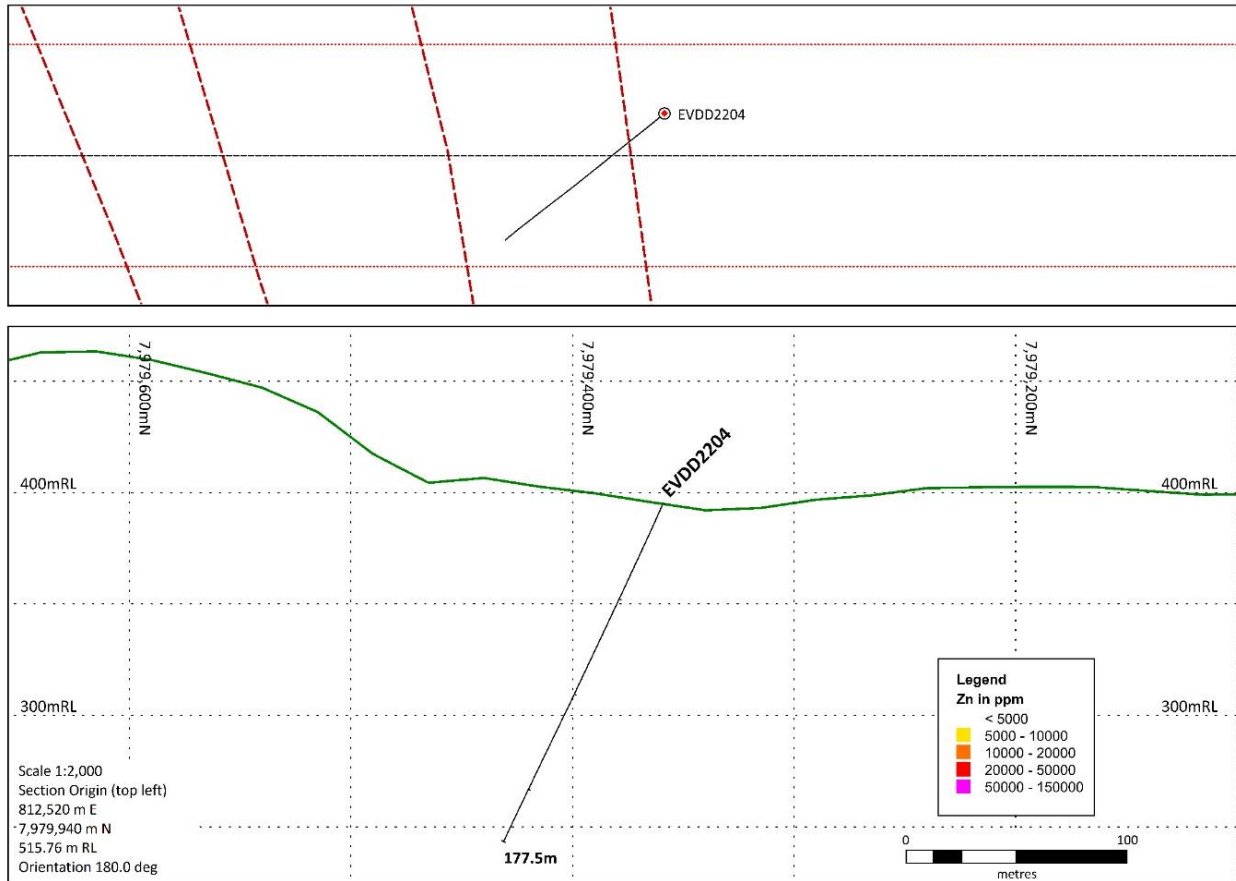 EVDD2204
7,979,600mN
7,979,400mN
7,979,200mN
EVDD2204
400mRL
400mRL
300mRL
300mRL
Legend
Zn in ppm
< 5000
5000 - 10000
10000 - 20000
20000 - 50000
50000 - 150000
Scale 1:2,000
Section Origin (top left)
812,520 m E
7,979,940 m N
515.76 m RL
Orientation 180.0 deg
177.5m
0 100
metres